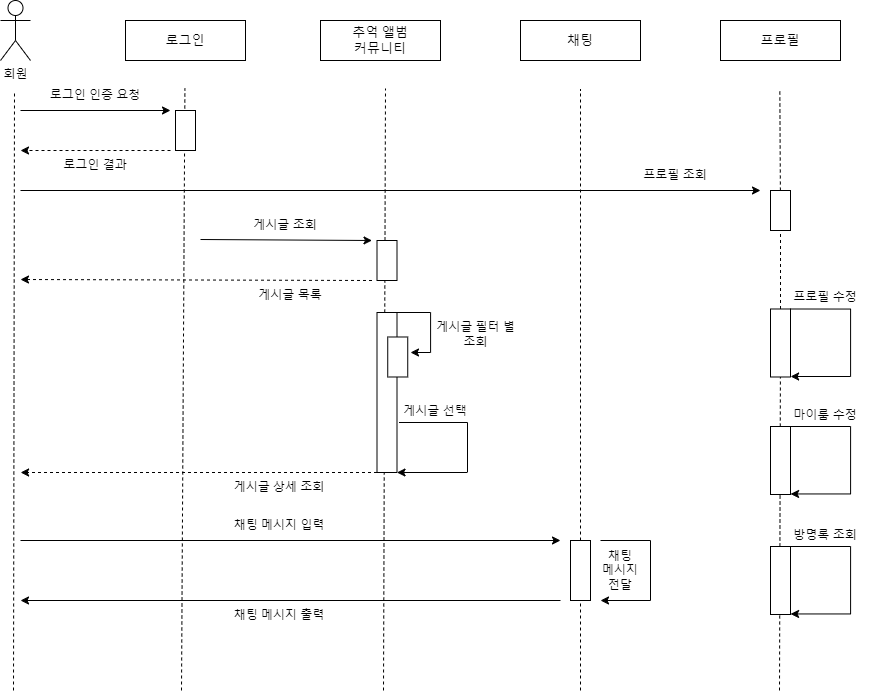 회원
로그인
추억 앨범
커뮤니티
채팅
프로필
로그인 인증 요청
로그인 결과
프로필 조회
게시글 조회
게시글 목록
프로필 수정
게시글 필터 별
조회
게시글 선택
마이룸 수정
게시글 상세 조회
채팅 메시지 입력
방명록 조회
채팅
메시지
전달
채팅 메시지 출력